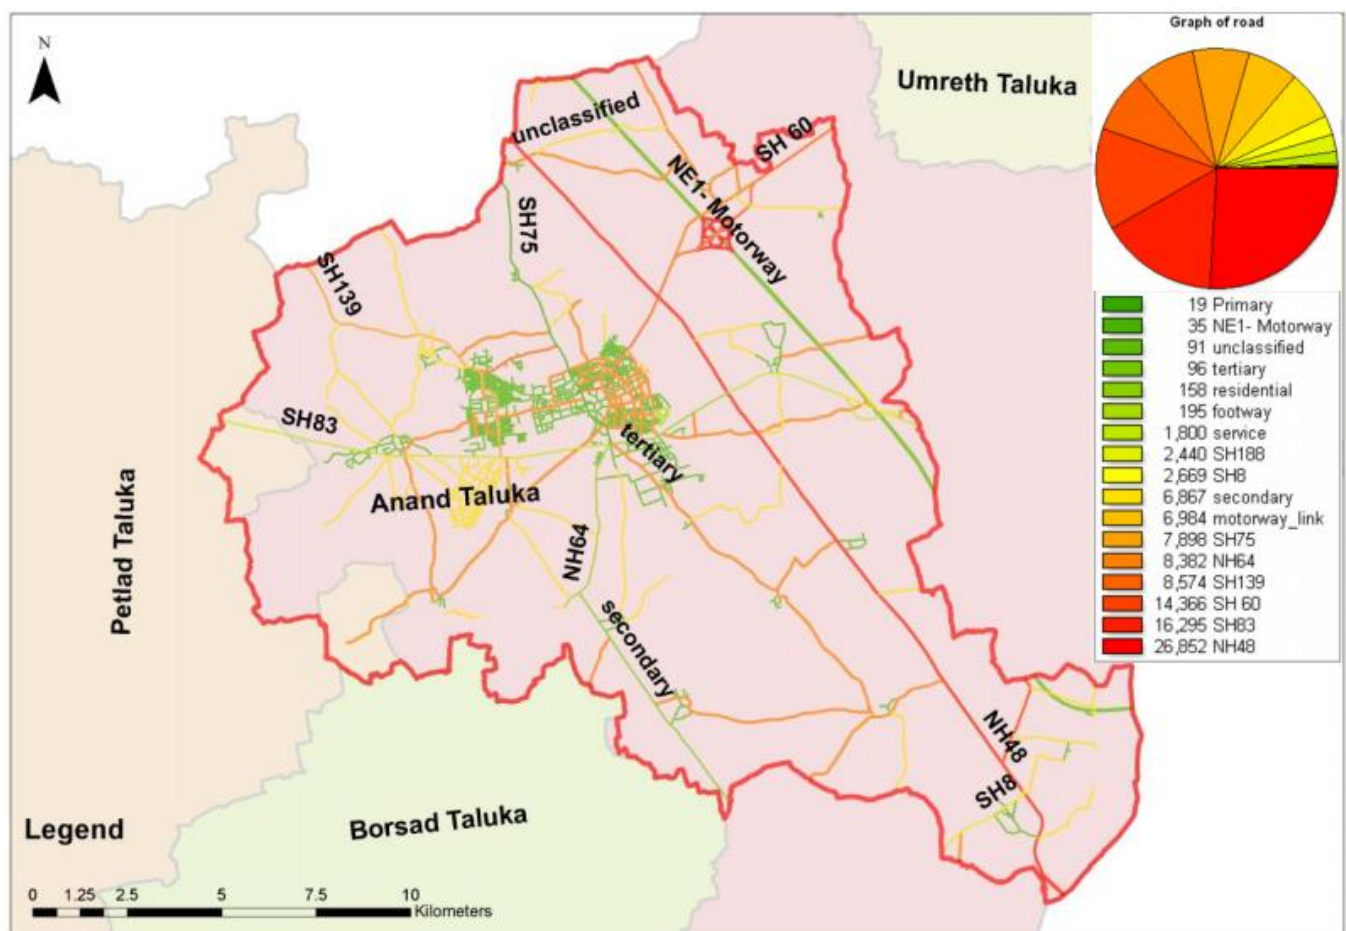 N
Graph of road
Umreth Taluka
unclassified
SH 60
NE1- Motorway
SH75
SH139
SH83
tertiary
Anand Taluka
Petlad Taluka
NH64
secondary
NH48
SH8
Borsad Taluka
19 Primary
35 NE1- Motorway
91 unclassified
96 tertiary
158 residential
195 footway
1,800 service
2,440 SH188
2,669 SH8
6,867 secondary
6,984 motorway_link
7,898 SH75
8,382 NH64
8,574 SH139
14,366 SH 60
16,295 SH83
26,852 NH48
Legend
0 1.25 2.5 5 7.5 10
Kilometers